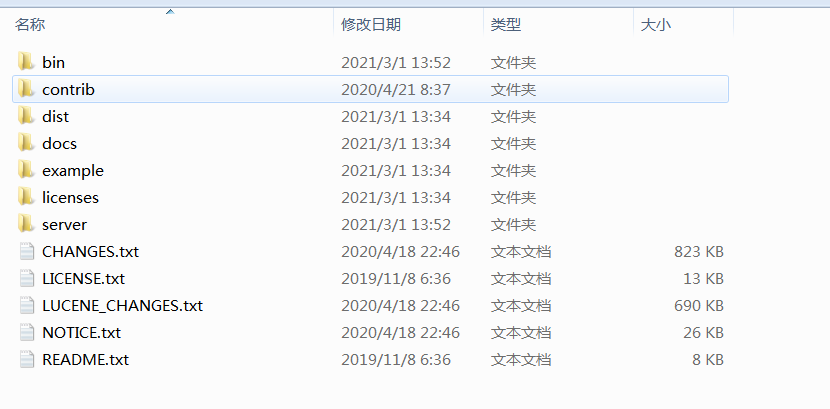 名称 修改日期 类型 大小
bin 2021/3/1 13:52 文件夹
contrib 2020/4/21 8:37 文件夹
dist 2021/3/1 13:34 文件夹
docs 2021/3/1 13:34 文件夹
example 2021/3/1 13:34 文件夹
licenses 2021/3/1 13:34 文件夹
server 2021/3/1 13:52 文件夹
CHANGES.txt 2020/4/18 22:46 文本文档 823 KB
LICENSE.txt 2019/11/8 6:36 文本文档 13 KB
LUCENE_CHANGES.txt 2020/4/18 22:46 文本文档 690 KB
NOTICE.txt 2020/4/18 22:46 文本文档 26 KB
README.txt 2019/11/8 6:36 文本文档 8 KB